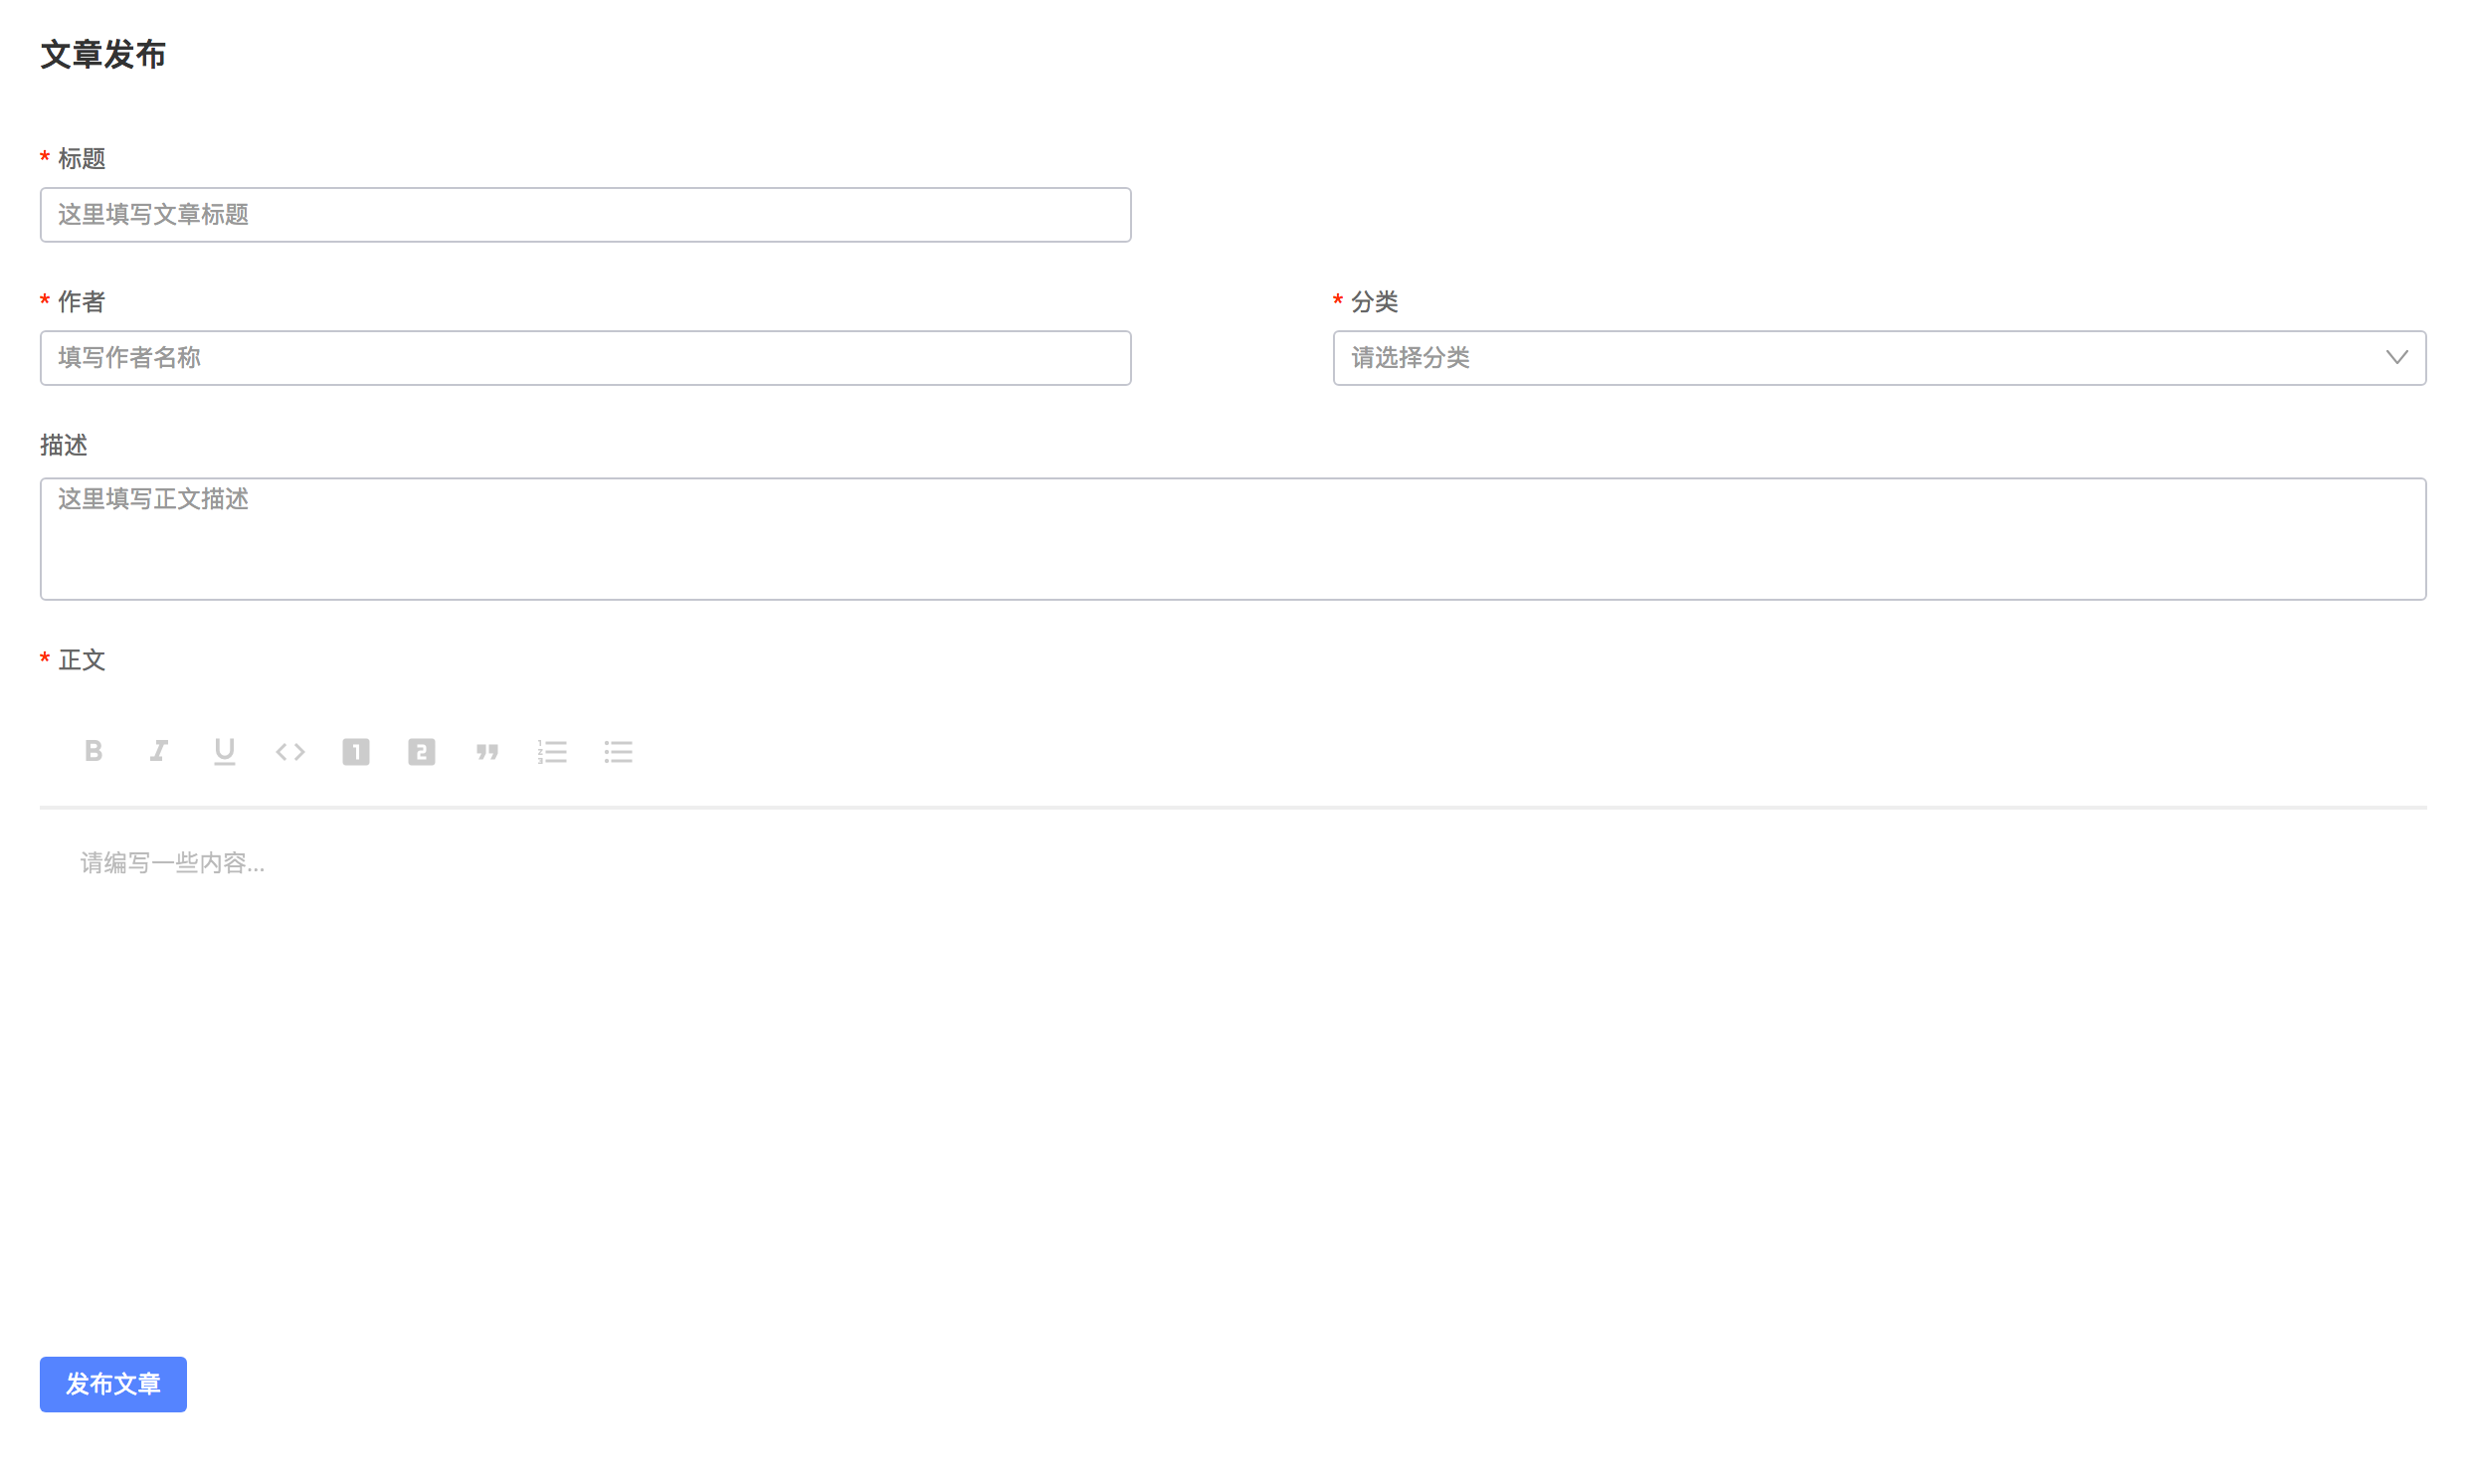 文章发布
* 标题
这里填写文章标题
* 作者
* 分类
填写作者名称
请选择分类
描述
这里填写正文描述
* 正文
请编写一些内容...
发布文章